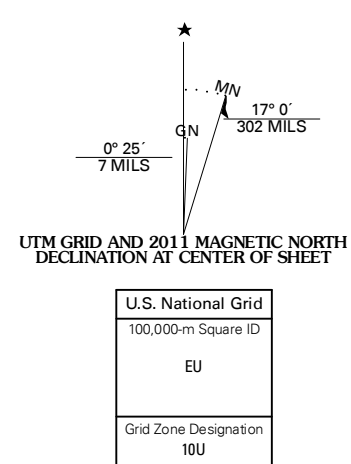 MN
17° 0´
302 MILS
GN
0° 25´
7 MILS
UTM GRID AND 2011 MAGNETIC NORTH
DECLINATION AT CENTER OF SHEET
U.S. National Grid
100,000-m Square ID
EU
Grid Zone Designation
10U